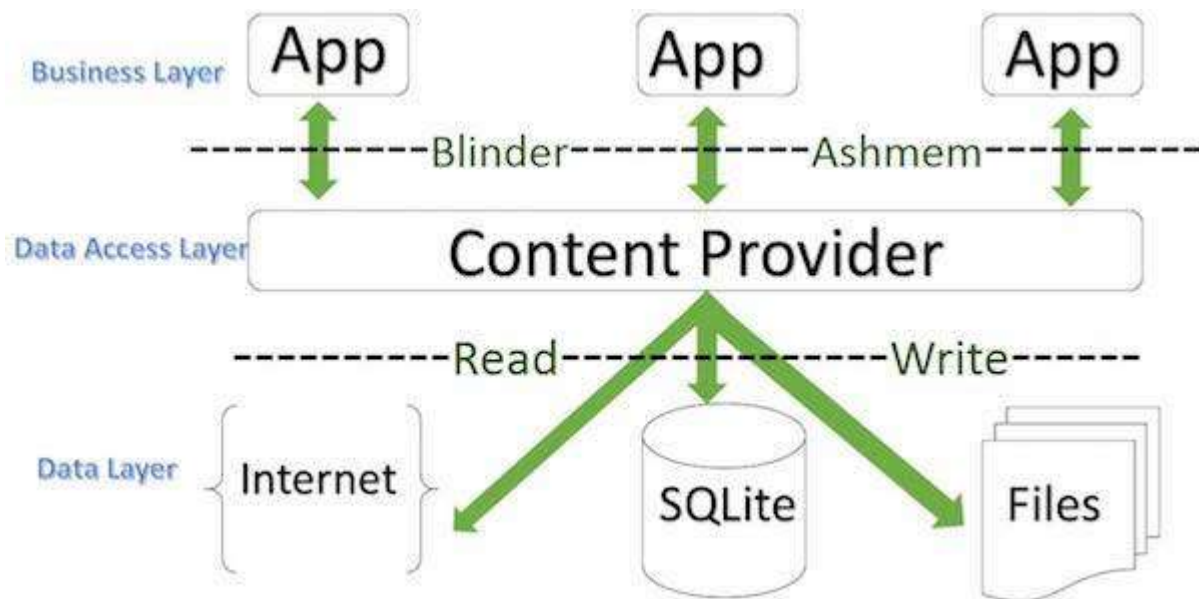 App App App
Business Layer
Blinder Ashmem
Data Access Layer Content Provider
Read Write
Data Layer Internet SQLite Files